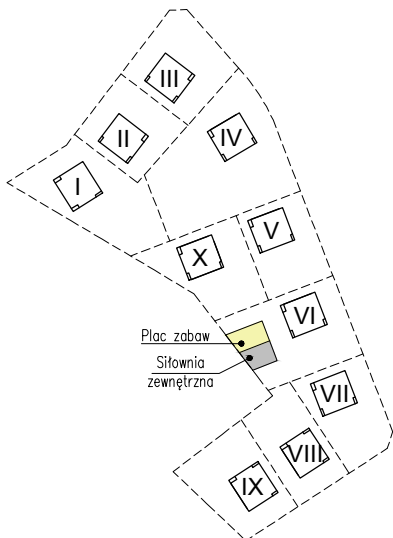 III
II
IV
I
V
X
VI
Plac zabaw
Siłownia
zewnętrzna
VII
VIII
IX